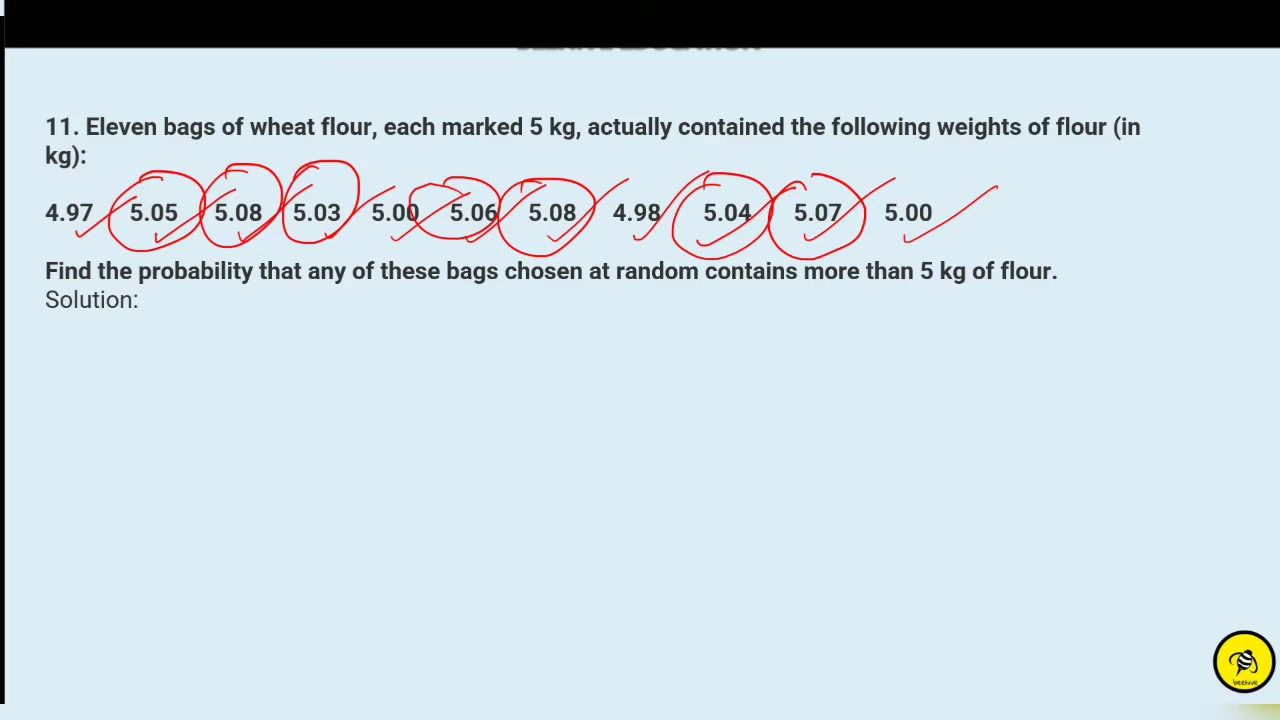 11. Eleven bags of wheat flour, each marked 5 kg, actually contained the following weights of flour (in
kg):
4.97 5.05 5.08 5.03 5.00 5.06 5.08 4.98 5.04 5.07 5.00
Find the probability that any of these bags chosen at random contains more than 5 kg of flour.
Solution:
beehive